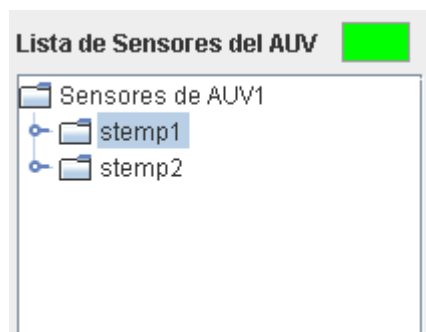 Lista de Sensores del AUV
Sensores de AUV1
stemp1
stemp2